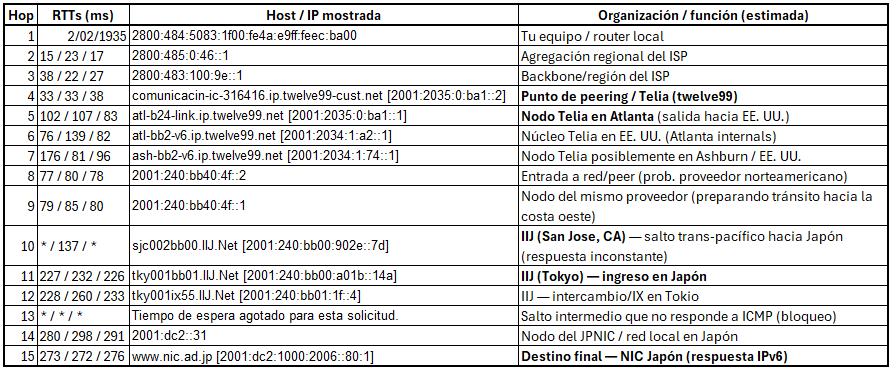 Hop RTTs (ms) Host / IP mostrada Organización / función (estimada)
1 2/02/1935 2800:484:5083:1f00:fe4a:e9ff:feec:ba00 Tu equipo / router local
2 15 / 23 / 17 2800:485:0:46::1 Agregación regional del ISP
3 38 / 22 / 27 2800:483:100:9e::1 Backbone/región del ISP
4 33 / 33 / 38 comunicacin-ic-316416.ip.twelve99-cust.net [2001:2035:0:ba1::2] Punto de peering / Telia (twelve99)
5 102 / 107 / 83 atl-b24-link.ip.twelve99.net [2001:2035:0:ba1::1] Nodo Telia en Atlanta (salida hacia EE. UU.)
6 76 / 139 / 82 atl-bb2-v6.ip.twelve99.net [2001:2034:1:a2::1] Núcleo Telia en EE. UU. (Atlanta internals)
7 176 / 81 / 96 ash-bb2-v6.ip.twelve99.net [2001:2034:1:74::1] Nodo Telia posiblemente en Ashburn / EE. UU.
8 77 / 80 / 78 2001:240:bb40:4f::2 Entrada a red/peer (prob. proveedor norteamericano)
9 79 / 85 / 80 2001:240:bb40:4f::1 Nodo del mismo proveedor (preparando tránsito hacia la
costa oeste)
10 * / 137 / * sjc002bb00.IIJ.Net [2001:240:bb00:902e::7d] IIJ (San Jose, CA) — salto trans-pacífico hacia Japón
(respuesta inconstante)
11 227 / 232 / 226 tky001bb01.IIJ.Net [2001:240:bb00:a01b::14a] IIJ (Tokyo) — ingreso en Japón
12 228 / 260 / 233 tky001ix55.IIJ.Net [2001:240:bb01:1f::4] IIJ — intercambio/IX en Tokio
13 * / * / * Tiempo de espera agotado para esta solicitud. Salto intermedio que no responde a ICMP (bloqueo)
14 280 / 298 / 291 2001:dc2::31 Nodo del JPNIC / red local en Japón
15 273 / 272 / 276 www.nic.ad.jp [2001:dc2:1000:2006::80:1] Destino final — NIC Japón (respuesta IPv6)